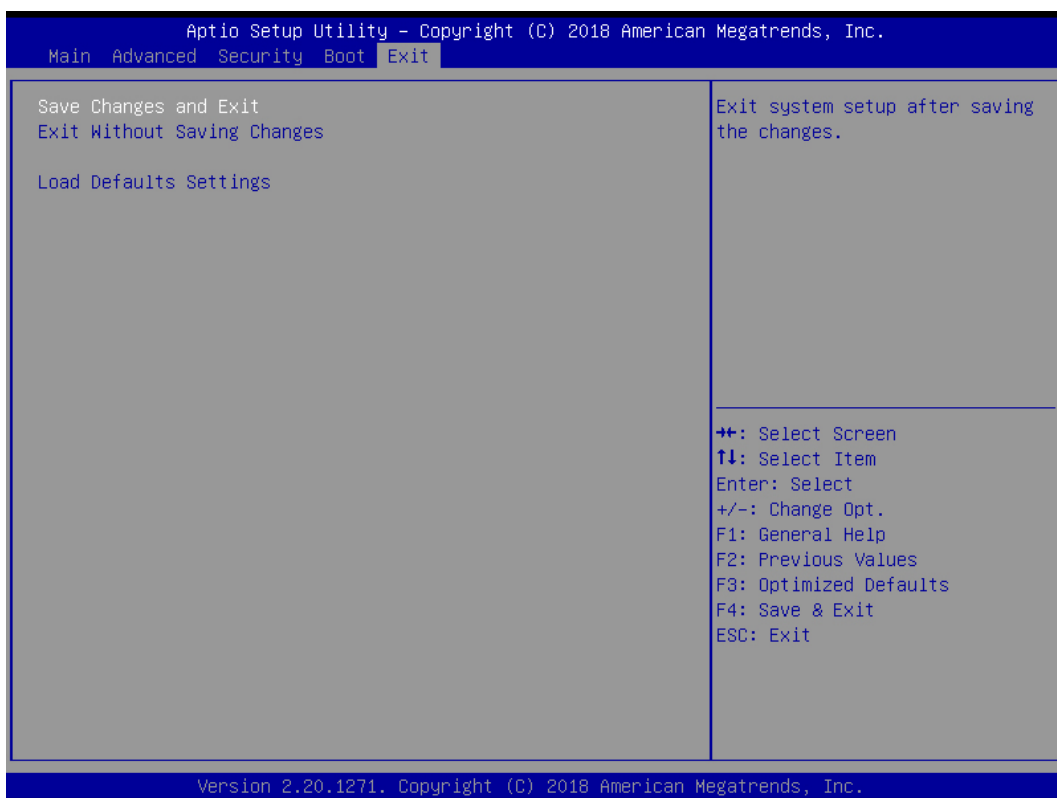 Aptio Setup Utility – Copyright (C) 2018 American Megatrends, Inc.
Main Advanced Security Boot Exit
Save Changes and Exit
Exit Without Saving Changes
Load Defaults Settings
Exit system setup after saving
the changes.
→←: Select Screen
↑↓: Select Item
Enter: Select
+/-: Change Opt.
F1: General Help
F2: Previous Values
F3: Optimized Defaults
F4: Save & Exit
ESC: Exit
Version 2.20.1271. Copyright (C) 2018 American Megatrends, Inc.